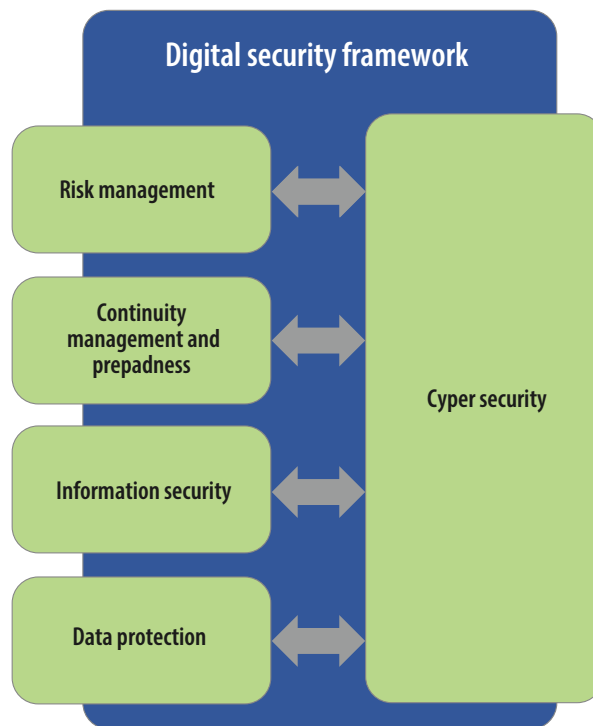 Digital security framework
Risk management
Continuity
management and
prepadness
Cyper security
Information security
Data protection